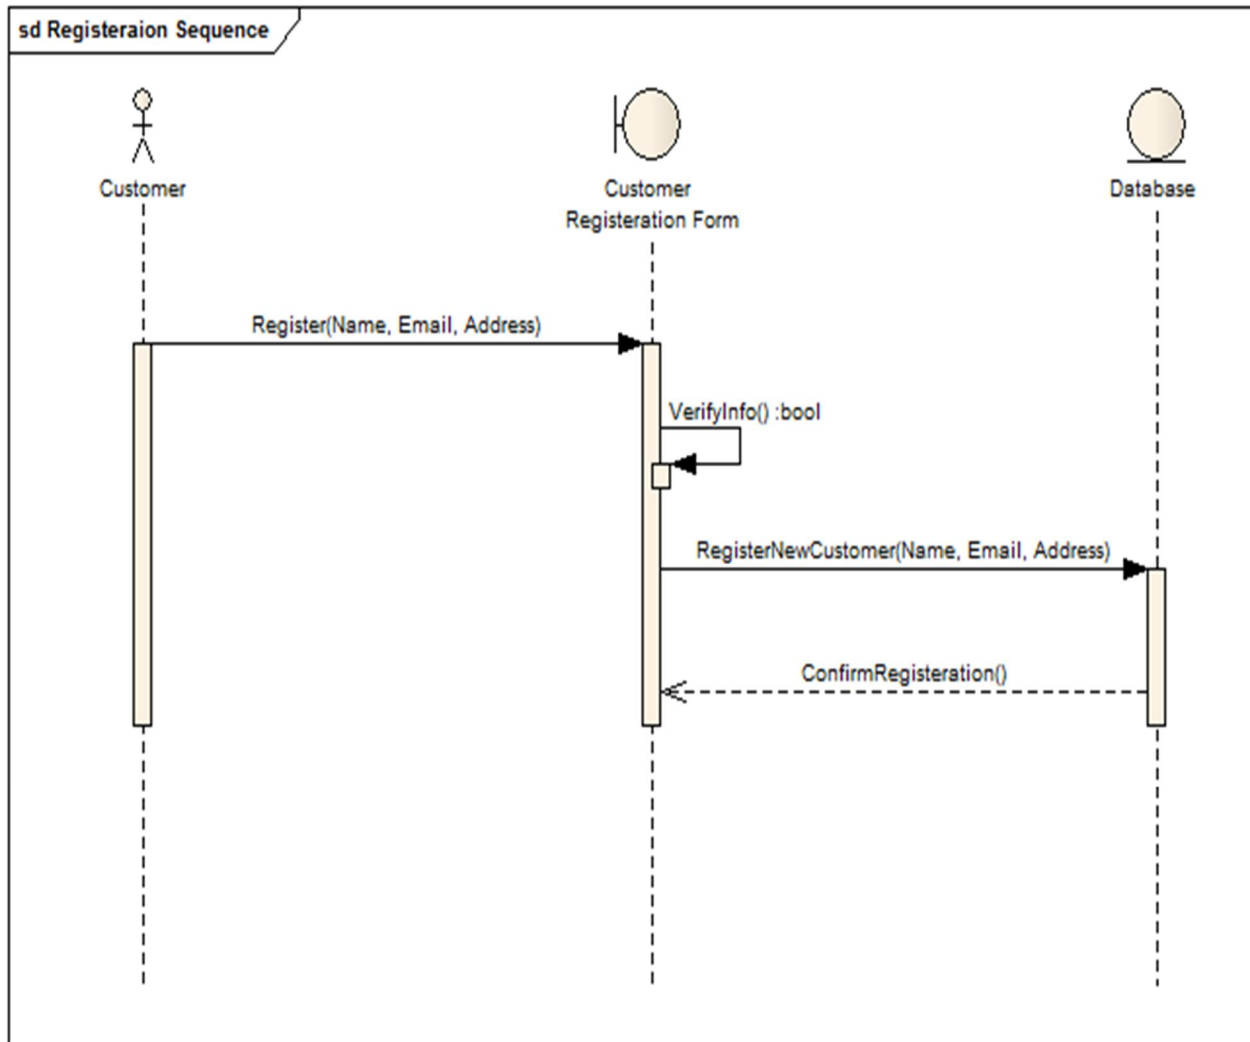 sd Registeraion Sequence
Customer
Customer
Registeration Form
Database
Register(Name, Email, Address)
VerifyInfo() :bool
RegisterNewCustomer(Name, Email, Address)
ConfirmRegisteration()